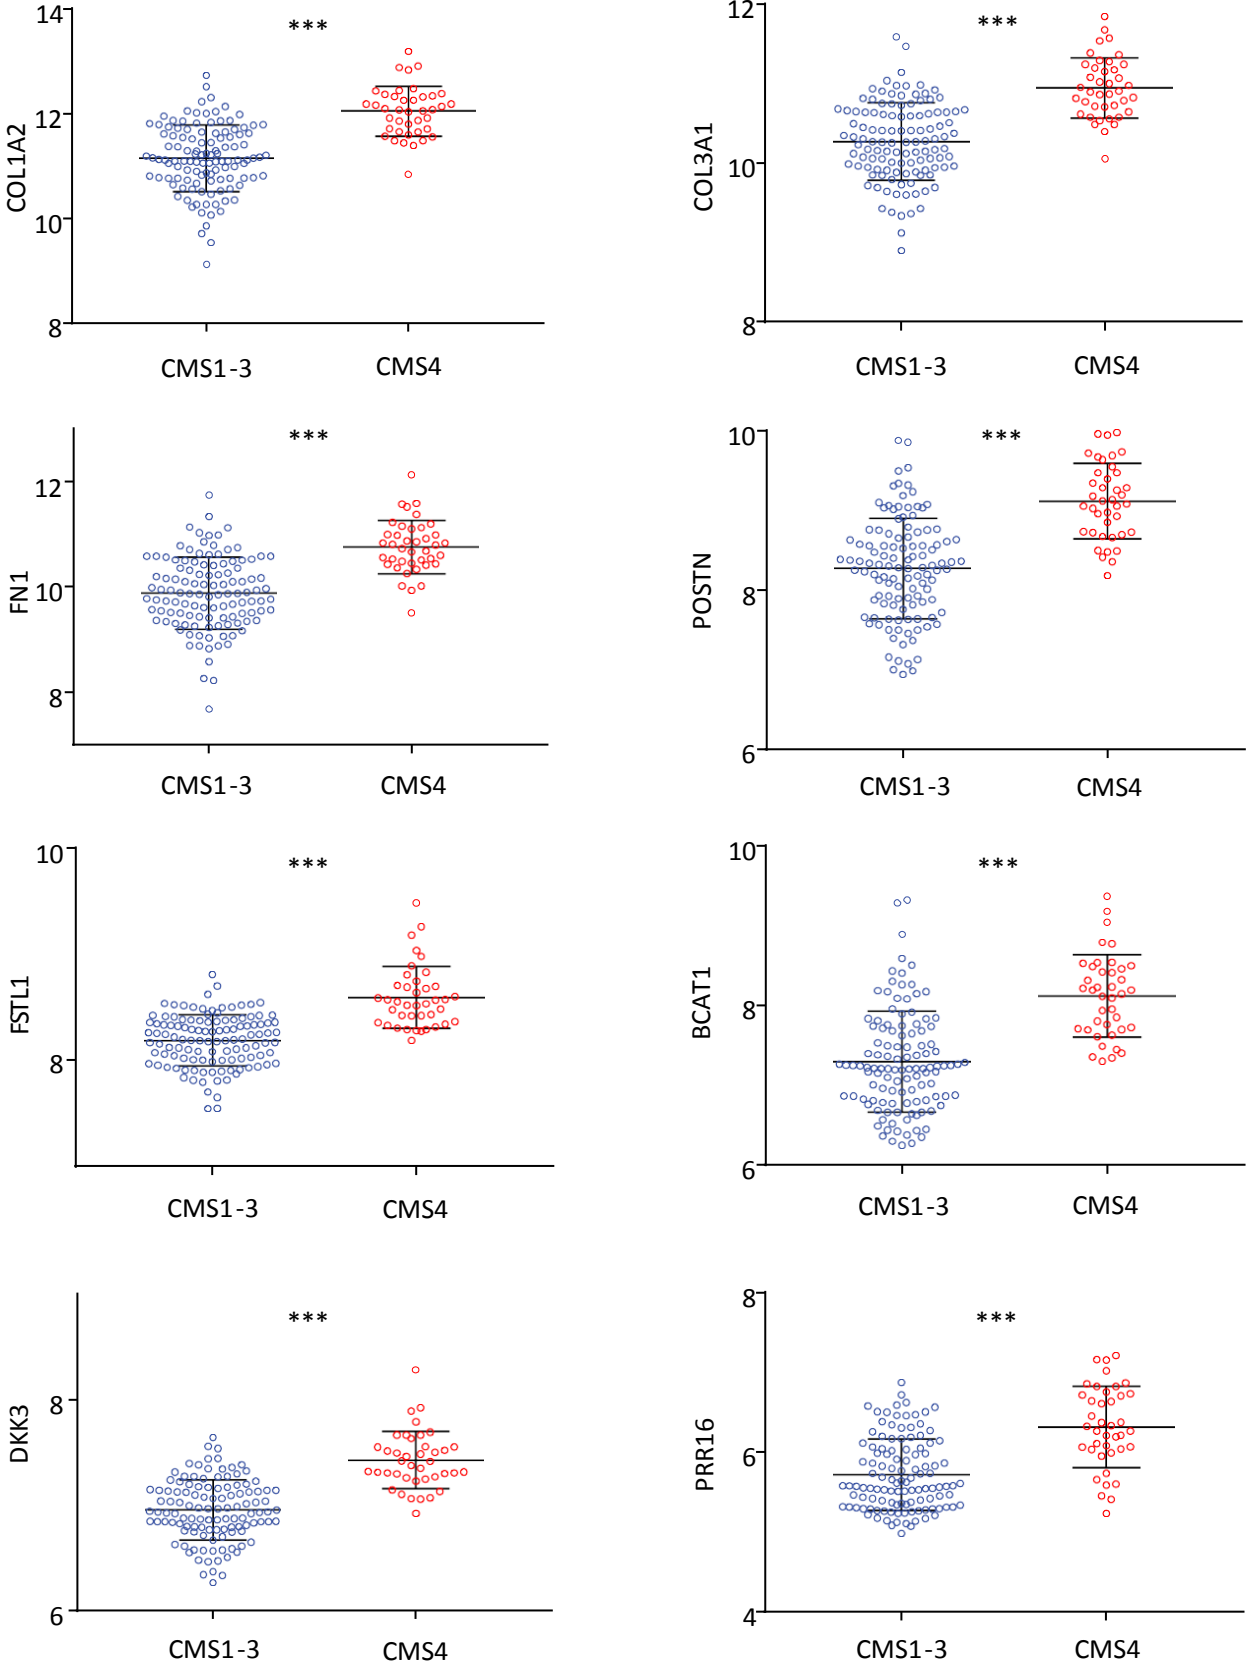 14
12
10
8
COL1A2
***
CMS1-3
CMS4
12
10
8
COL3A1
***
CMS1-3
CMS4
12
10
8
FN1
***
CMS1-3
CMS4
10
8
6
POSTN
***
CMS1-3
CMS4
10
8
FSTL1
***
CMS1-3
CMS4
10
8
6
BCAT1
***
CMS1-3
CMS4
8
6
DKK3
***
CMS1-3
CMS4
8
6
4
PRR16
***
CMS1-3
CMS4